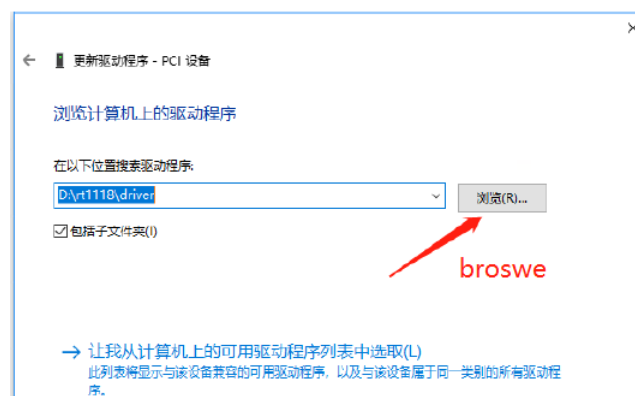 更新驱动程序 - PCI 设备
浏览计算机上的驱动程序
在以下位置搜索驱动程序:
D:\rt1118\driver
浏览(R)...
包括子文件夹(I)
broswe
让我从计算机上的可用驱动程序列表中选取(L)
此列表将显示与该设备兼容的可用驱动程序，以及与该设备属于同一类别的所有驱动程
序。